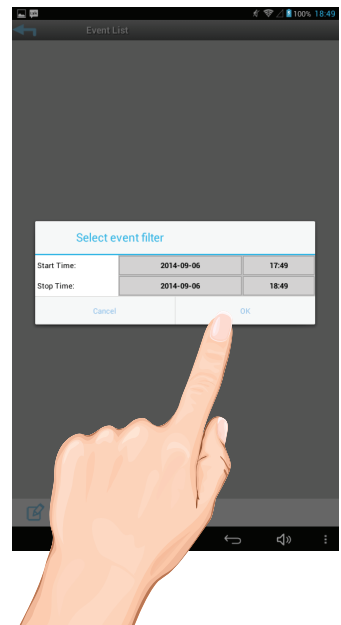 100% 18:49
Event List
Select event filter
Start Time: 2014-09-06 17:49
Stop Time: 2014-09-06 18:49
Cancel OK